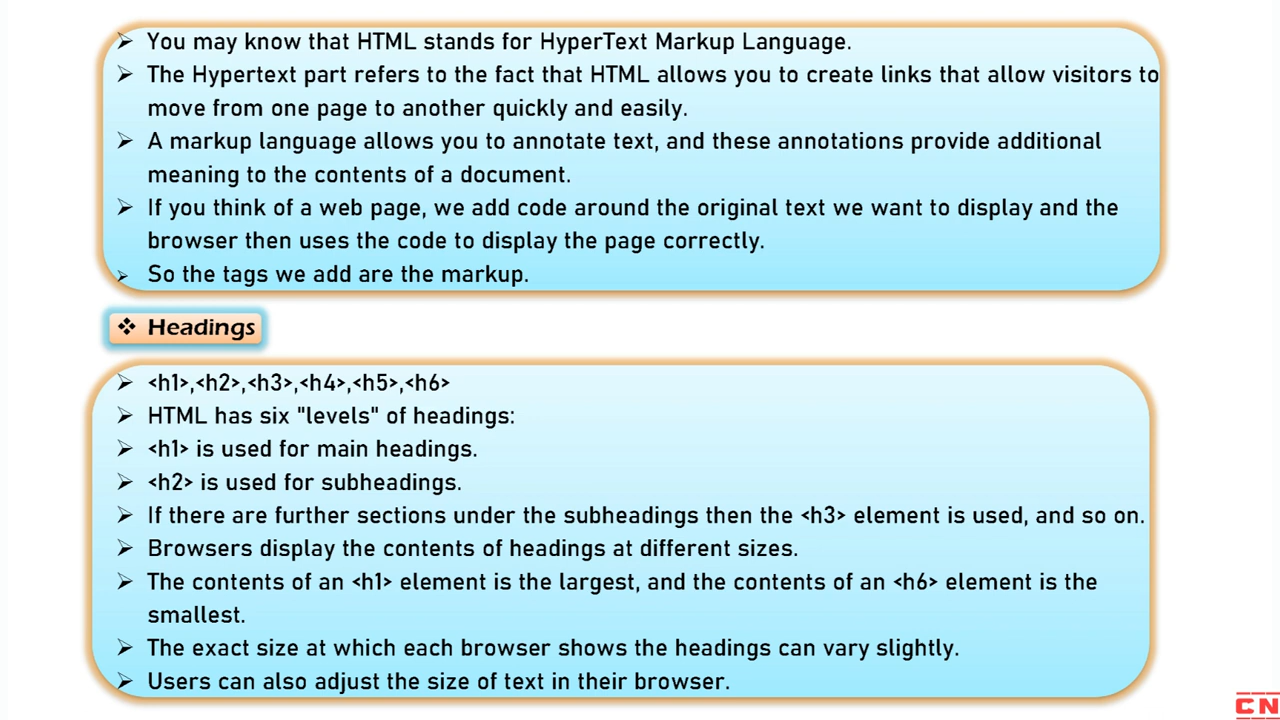 ➢ You may know that HTML stands for HyperText Markup Language.
➢ The Hypertext part refers to the fact that HTML allows you to create links that allow visitors to
move from one page to another quickly and easily.
➢ A markup language allows you to annotate text, and these annotations provide additional
meaning to the contents of a document.
➢ If you think of a web page, we add code around the original text we want to display and the
browser then uses the code to display the page correctly.
➢ So the tags we add are the markup.
❖ Headings
➢ <h1>,<h2>,<h3>,<h4>,<h5>,<h6>
➢ HTML has six "levels" of headings:
➢ <h1> is used for main headings.
➢ <h2> is used for subheadings.
➢ If there are further sections under the subheadings then the <h3> element is used, and so on.
➢ Browsers display the contents of headings at different sizes.
➢ The contents of an <h1> element is the largest, and the contents of an <h6> element is the
smallest.
➢ The exact size at which each browser shows the headings can vary slightly.
➢ Users can also adjust the size of text in their browser.
CN